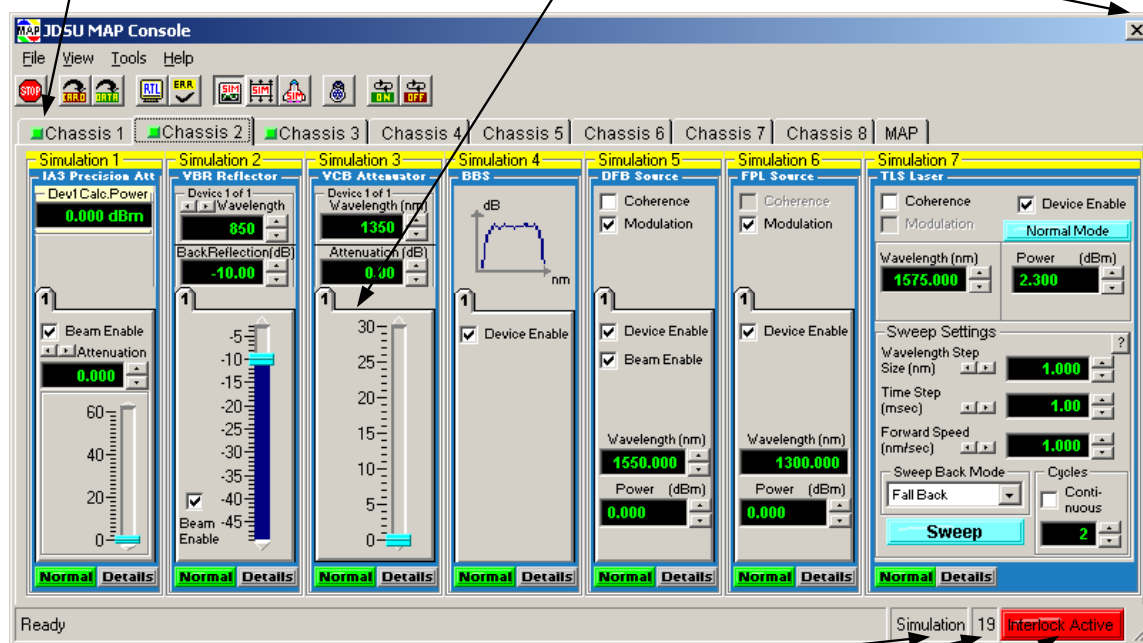 MAP JDSU MAP Console
File View Tools Help
STOP CARD DATA RTL ERR SIM SIM SIM ON OFF
Chassis 1 Chassis 2 Chassis 3 Chassis 4 Chassis 5 Chassis 6 Chassis 7 Chassis 8 MAP
Simulation 1
IA3 Precision Att
Dev1 Calc.Power
0.000 dBm
1
Beam Enable
Attenuation
0.000
60
40
20
0
Normal Details
Simulation 2
VBR Reflector
Device 1 of 1
Wavelength
850
BackReflection(dB)
-10.00
1
-5
-10
-15
-20
-25
-30
-35
-40
-45
Beam
Enable
Normal Details
Simulation 3
VCB Attenuator
Device 1 of 1
Wavelength (nm)
1350
Attenuation (dB)
0.00
1
30
25
20
15
10
5
0
Normal Details
Simulation 4
BBS
dB
nm
1
Device Enable
Normal Details
Simulation 5
DFB Source
Coherence
Modulation
1
Device Enable
Beam Enable
Wavelength (nm)
1550.000
Power (dBm)
0.000
Normal Details
Simulation 6
FPL Source
Coherence
Modulation
1
Device Enable
Wavelength (nm)
1300.000
Power (dBm)
0.000
Normal Details
Simulation 7
TLS Laser
Coherence
Device Enable
Modulation
Normal Mode
Wavelength (nm) Power (dBm)
1575.000 2.300
Sweep Settings
?
Wavelength Step
Size (nm) 1.000
Time Step
(msec) 1.00
Forward Speed
(nm/sec) 1.000
Sweep Back Mode Cycles
Fall Back
Conti-
nuous
Sweep 2
Normal Details
Ready Simulation 19 Interlock Active